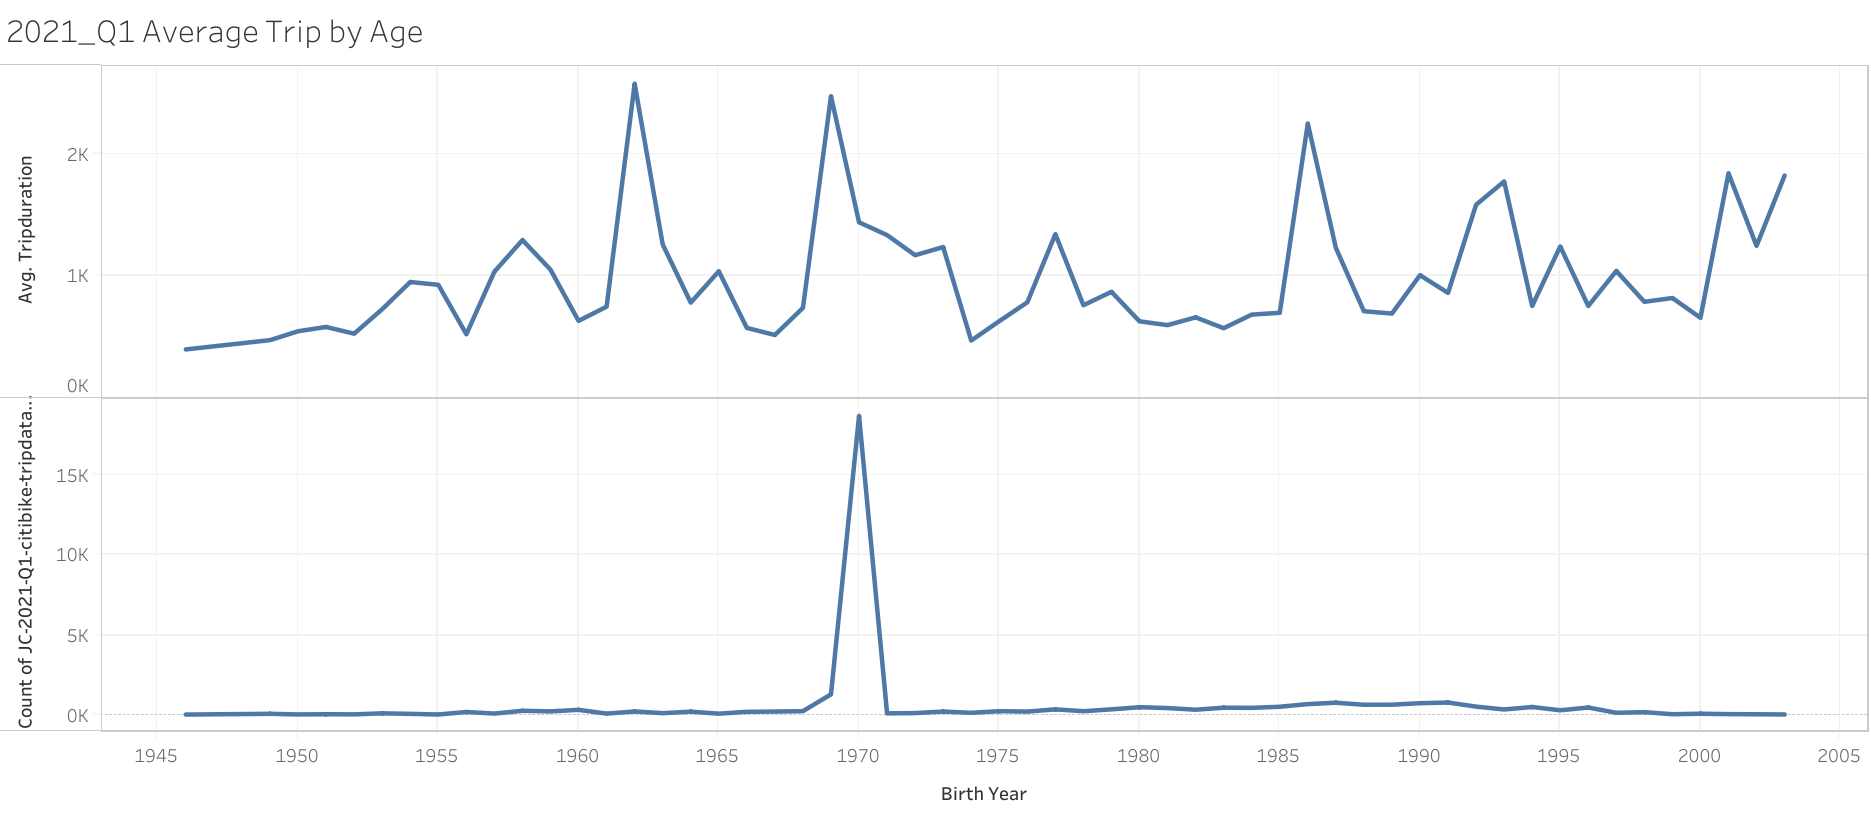 2021_Q1 Average Trip by Age
Avg. Tripduration
2K
1K
0K
Count of JC-2021-Q1-citibike-tripdata...
15K
10K
5K
0K
1945 1950 1955 1960 1965 1970 1975 1980 1985 1990 1995 2000 2005
Birth Year